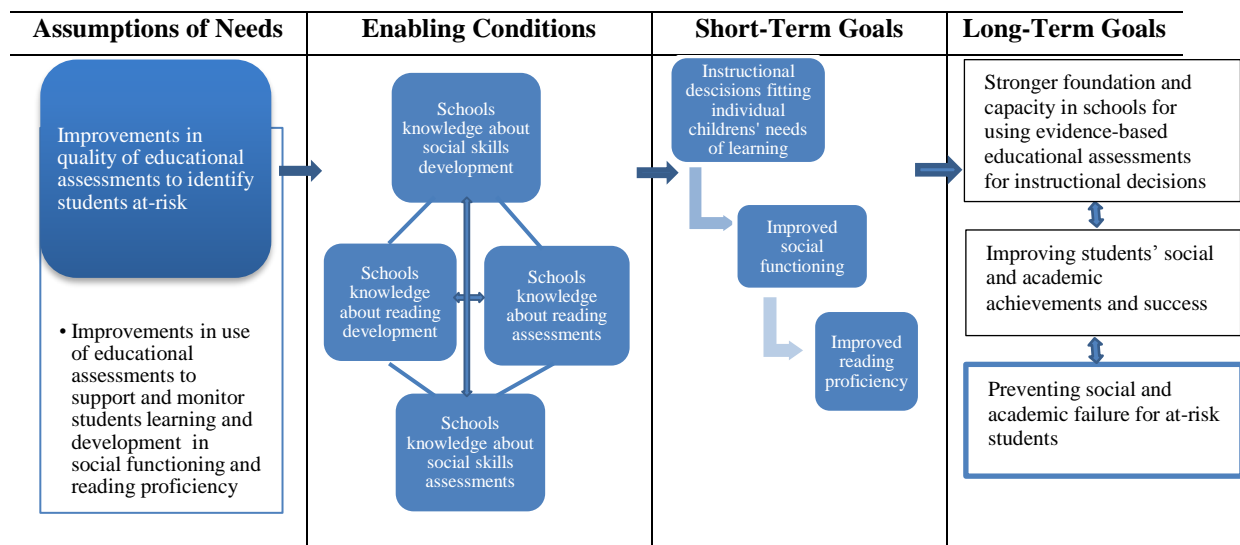 Assumptions of Needs
Enabling Conditions
Short-Term Goals
Long-Term Goals
Improvements in
quality of educational
assessments to identify
students at-risk
• Improvements in use
of educational
assessments to
support and monitor
students learning and
development in
social functioning and
reading proficiency
Schools
knowledge about
social skills
development
Schools
knowledge
about reading
development
Schools
knowledge
about reading
assessments
Schools
knowledge about
social skills
assessments
Instructional
descisions fitting
individual
childrens' needs
of learning
Improved
social
functioning
Improved
reading
proficiency
Stronger foundation and
capacity in schools for
using evidence-based
educational assessments
for instructional decisions
Improving students’ social
and academic
achievements and success
Preventing social and
academic failure for at-risk
students